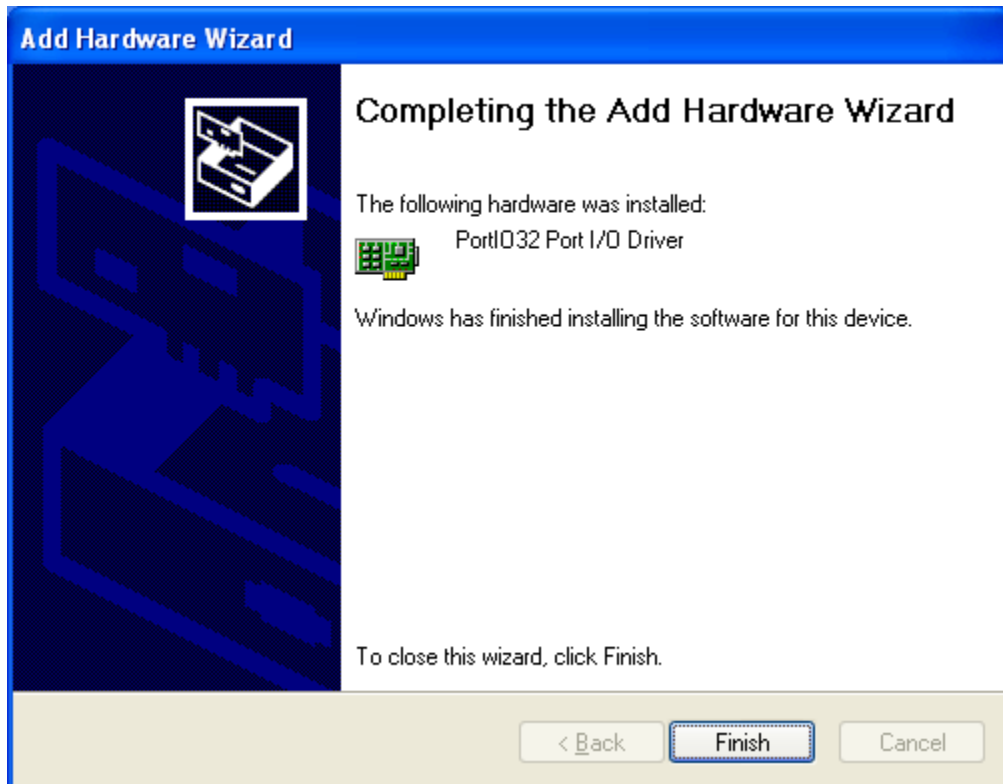 Add Hardware Wizard
Completing the Add Hardware Wizard
The following hardware was installed:
PortIO32 Port I/O Driver
Windows has finished installing the software for this device.
To close this wizard, click Finish.
< Back
Finish
Cancel